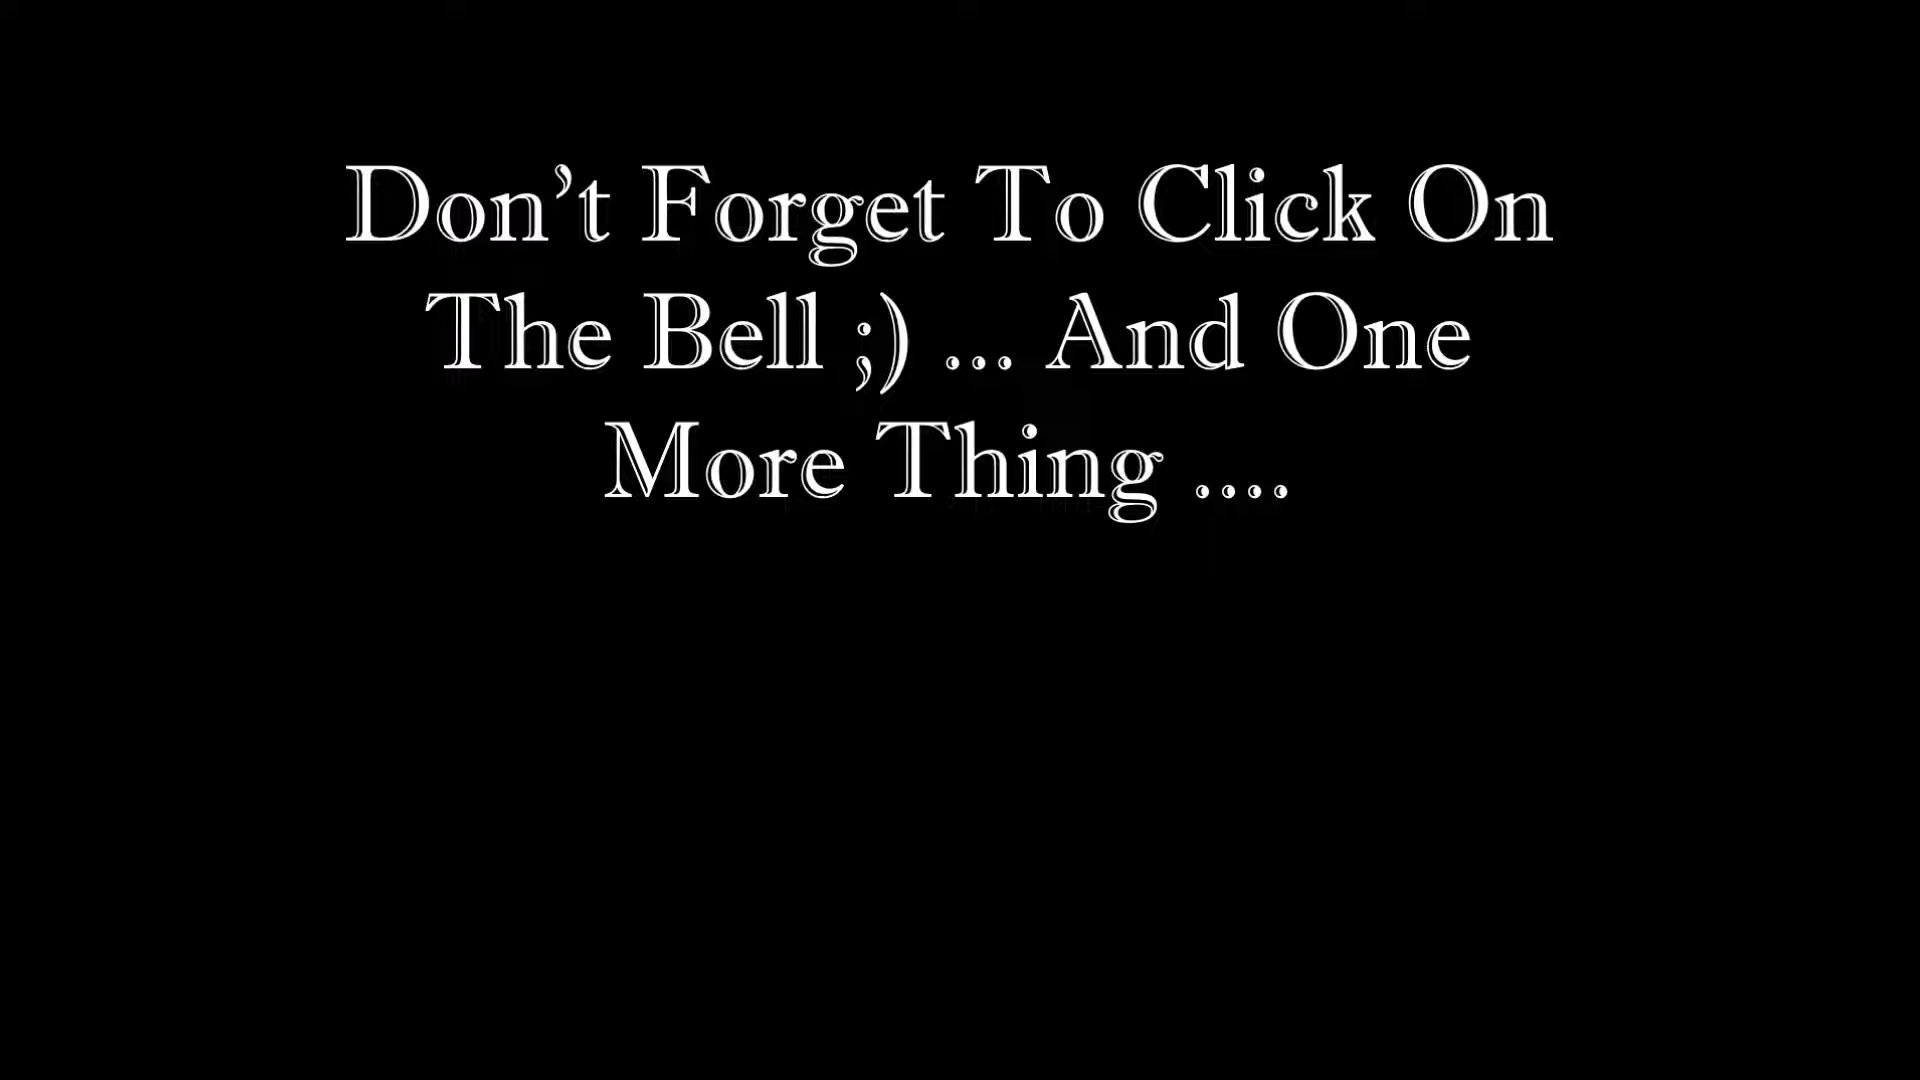 Don’t Forget To Click On
The Bell ;) ... And One
More Thing ....